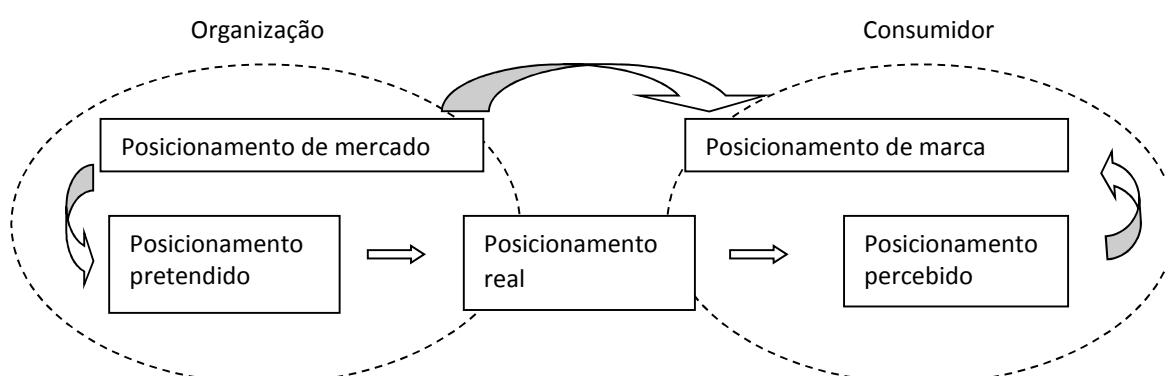 Organização
Consumidor
Posicionamento de mercado
Posicionamento de marca
Posicionamento
pretendido
Posicionamento
real
Posicionamento
percebido